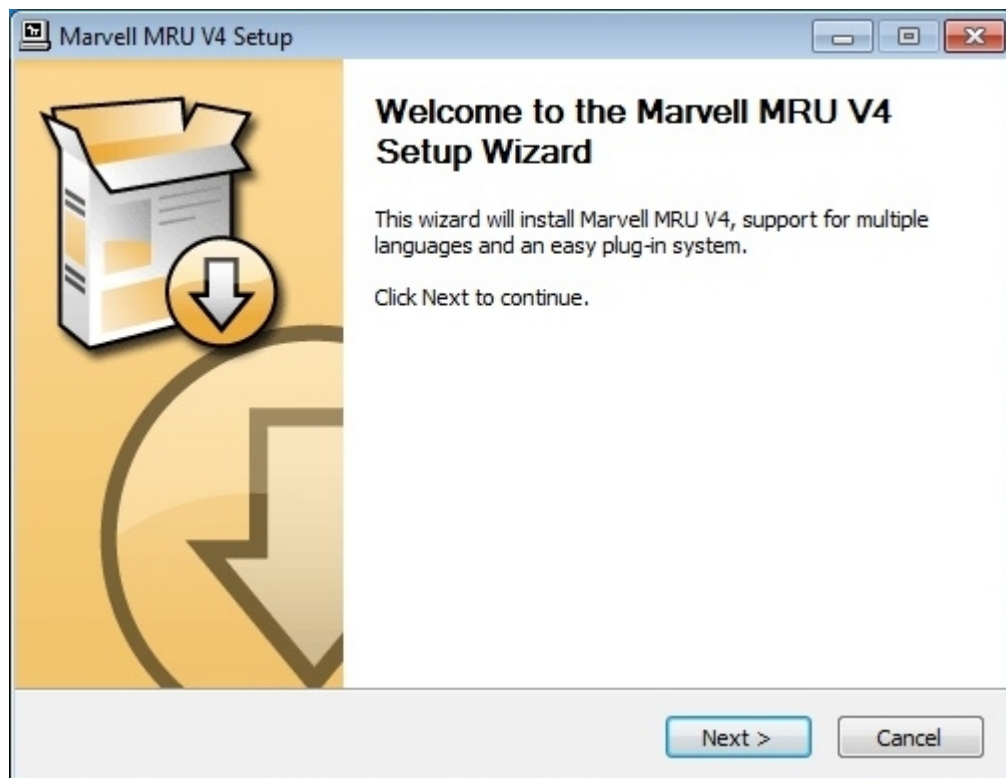 Marvell MRU V4 Setup
Welcome to the Marvell MRU V4
Setup Wizard
This wizard will install Marvell MRU V4, support for multiple
languages and an easy plug-in system.
Click Next to continue.
Next >
Cancel